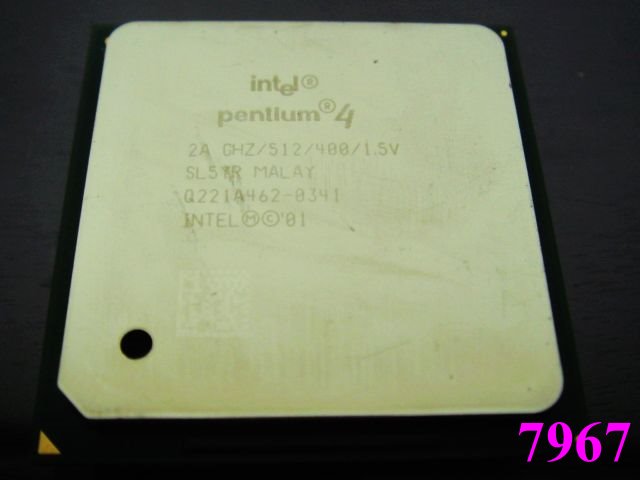 intel®
pentium® 4
2A GHZ/512/400/1.5V
SL5YR MALAY
Q221A462-0341
INTEL Ⓜ © '01
7967